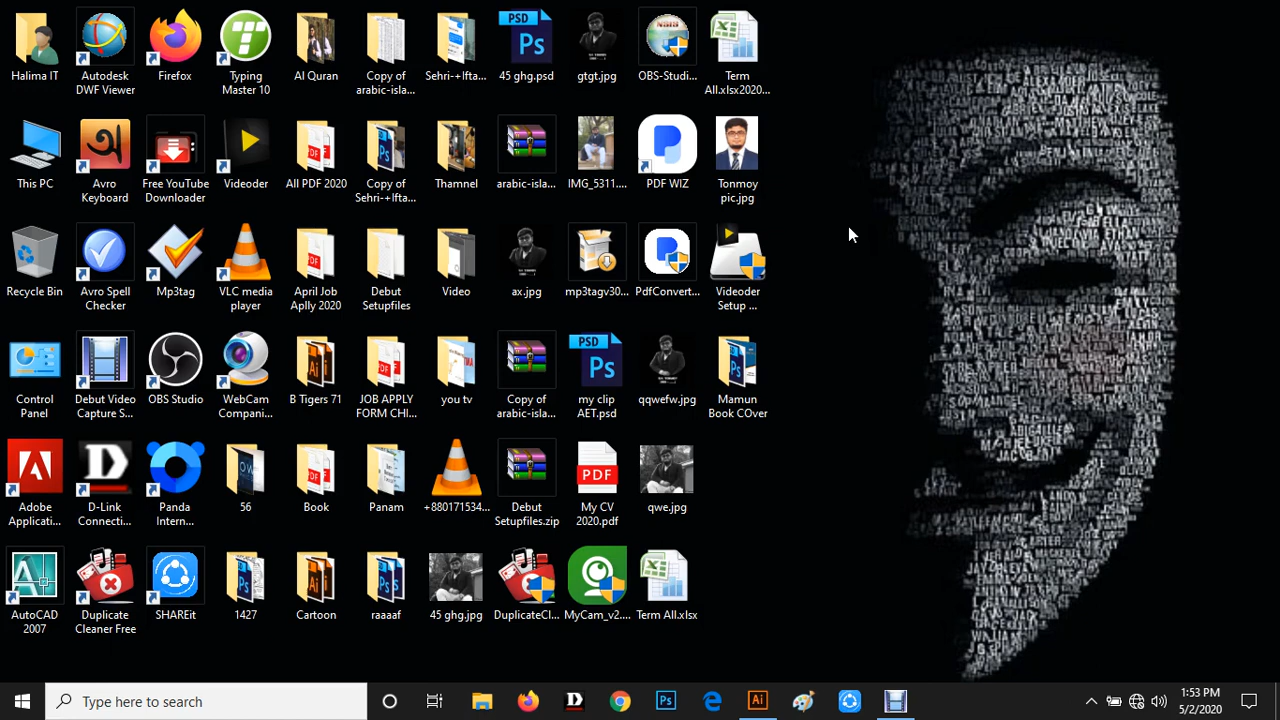 Halima IT
Autodesk DWF Viewer
Firefox
Typing Master 10
Al Quran
Copy of arabic-isla...
Sehri-+Ifta...
PSD
Ps
45 ghg.psd
gtgt.jpg
OBS-Studi...
Term All.xlsx2020...
This PC
Avro Keyboard
Free YouTube Downloader
Videoder
All PDF 2020
Copy of Sehri-+Ifta...
Thamnel
arabic-isla...
IMG_5311....
PDF WIZ
Tonmoy pic.jpg
Recycle Bin
Avro Spell Checker
Mp3tag
VLC media player
April Job Aplly 2020
Debut Setupfiles
Video
ax.jpg
mp3tagv30...
PdfConvert...
Videoder Setup ...
Control Panel
Debut Video Capture S...
OBS Studio
WebCam Compani...
B Tigers 71
JOB APPLY FORM CHI...
you tv
Copy of arabic-isla...
PSD
Ps
my clip AET.psd
qqwefw.jpg
Mamun Book COver
Adobe Applicati...
D-Link Connecti...
Panda Intern...
56
Book
Panam
+880171534...
Debut Setupfiles.zip
PDF
My CV 2020.pdf
qwe.jpg
AutoCAD 2007
Duplicate Cleaner Free
SHAREit
1427
Cartoon
raaaaf
45 ghg.jpg
DuplicateCl...
MyCam_v2....
Term All.xlsx
Type here to search
Ps
Ai
1:53 PM
5/2/2020